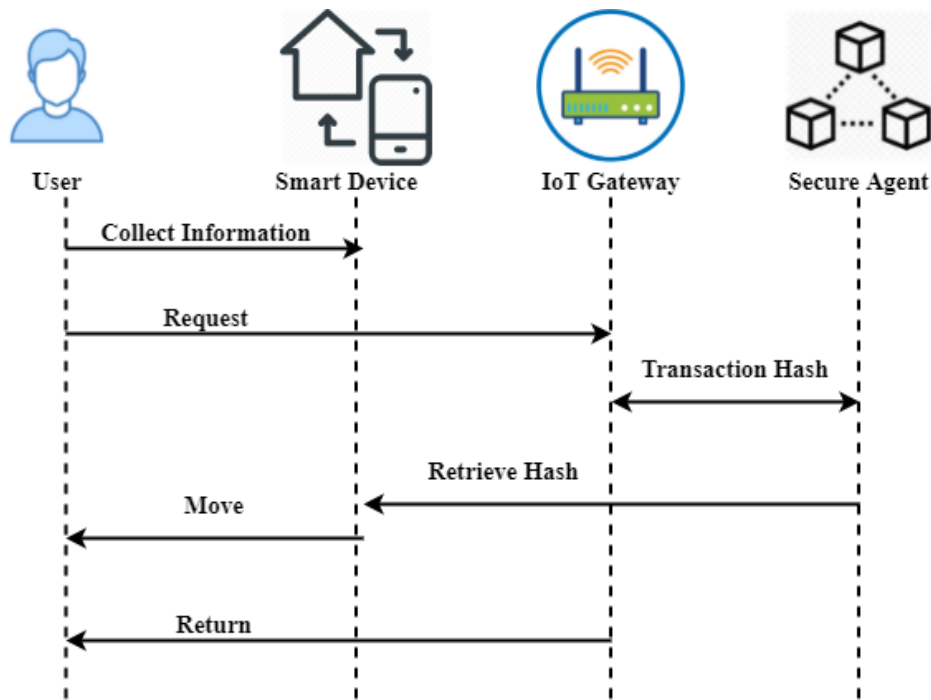 User
Smart Device
IoT Gateway
Secure Agent
Collect Information
Request
Transaction Hash
Retrieve Hash
Move
Return